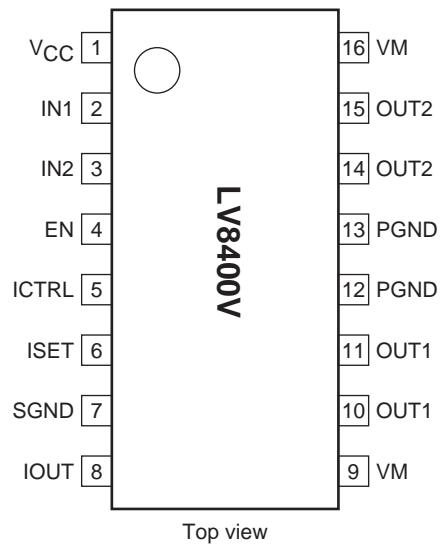 VCC 1 16 VM
IN1 2 15 OUT2
IN2 3 14 OUT2
EN 4 13 PGND
ICTRL 5 12 PGND
ISET 6 11 OUT1
SGND 7 10 OUT1
IOUT 8 9 VM
LV8400V
Top view